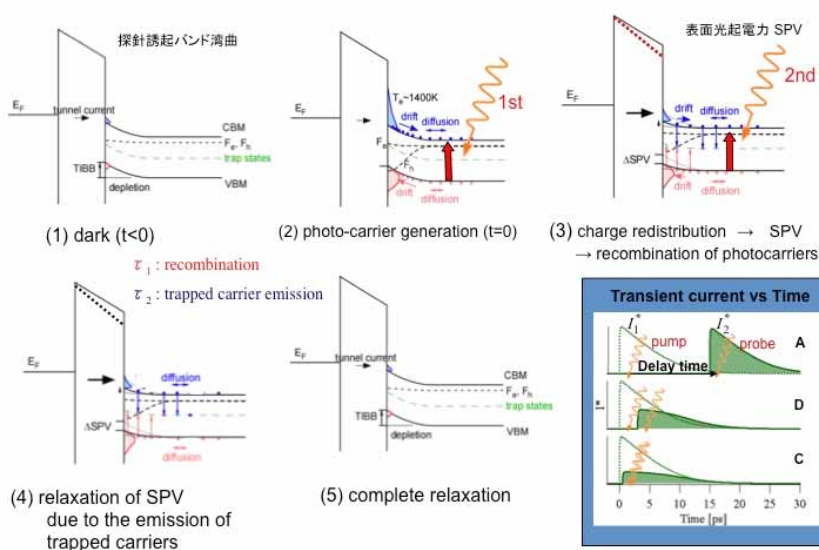 探針誘起バンド湾曲
E_F
tunnel current
CBM
F_e, F_h
trap states
TIBB
depletion
VBM
(1) dark (t<0)
T_e~1400K
1st
drift
diffusion
F_e
F_h
drift
diffusion
(2) photo-carrier generation (t=0)
表面光起電力 SPV
2nd
E_F
drift
diffusion
ΔSPV
drift
diffusion
(3) charge redistribution → SPV
→ recombination of photocarriers
τ₁ : recombination
τ₂ : trapped carrier emission
E_F
diffusion
ΔSPV
diffusion
(4) relaxation of SPV
due to the emission of
trapped carriers
E_F
tunnel current
CBM
F_e, F_h
trap states
TIBB
depletion
VBM
(5) complete relaxation
Transient current vs Time
I₁*
I₂*
pump
probe
A
Delay time
D
I*
C
0 5 10 15 20 25 30
Time [ps]